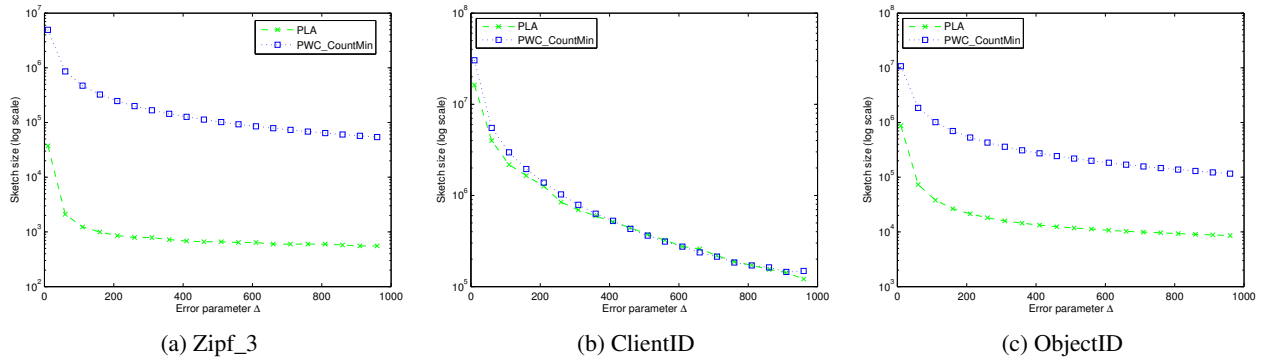 10^7
10^6
10^5
10^4
10^3
10^2
Sketch size (log scale)
PLA
PWC_CountMin
0 200 400 600 800 1000
Error parameter Δ
(a) Zipf_3
10^8
10^7
10^6
10^5
Sketch size (log scale)
PLA
PWC_CountMin
0 200 400 600 800 1000
Error parameter Δ
(b) ClientID
10^8
10^7
10^6
10^5
10^4
10^3
Sketch size (log scale)
PLA
PWC_CountMin
0 200 400 600 800 1000
Error parameter Δ
(c) ObjectID